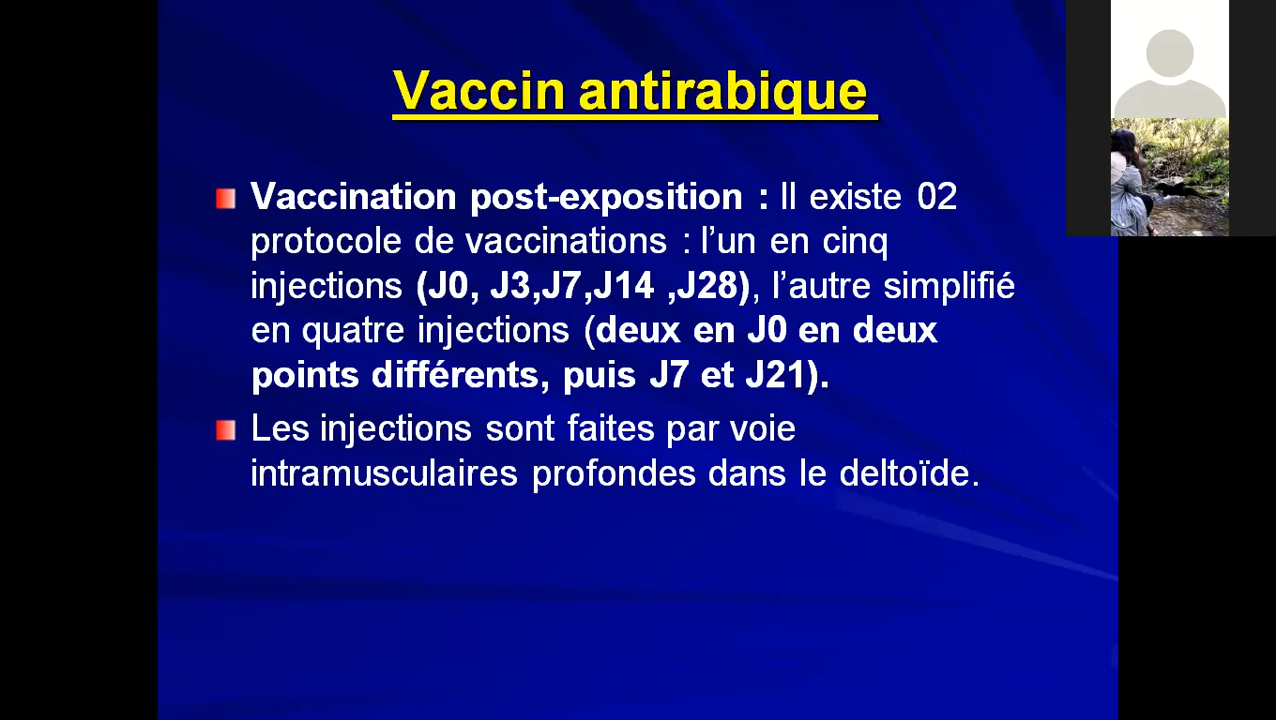 Vaccin antirabique
Vaccination post-exposition : Il existe 02
protocole de vaccinations : l'un en cinq
injections (J0, J3,J7,J14 ,J28), l'autre simplifié
en quatre injections (deux en J0 en deux
points différents, puis J7 et J21).
Les injections sont faites par voie
intramusculaires profondes dans le deltoïde.